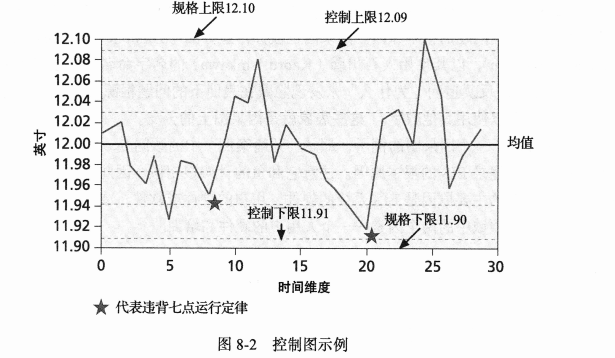 规格上限12.10
控制上限12.09
英寸
12.10
12.08
12.06
12.04
12.02
12.00
11.98
11.96
11.94
11.92
11.90
均值
控制下限11.91
规格下限11.90
0
5
10
15
20
25
30
时间维度
★ 代表违背七点运行定律
图 8-2 控制图示例